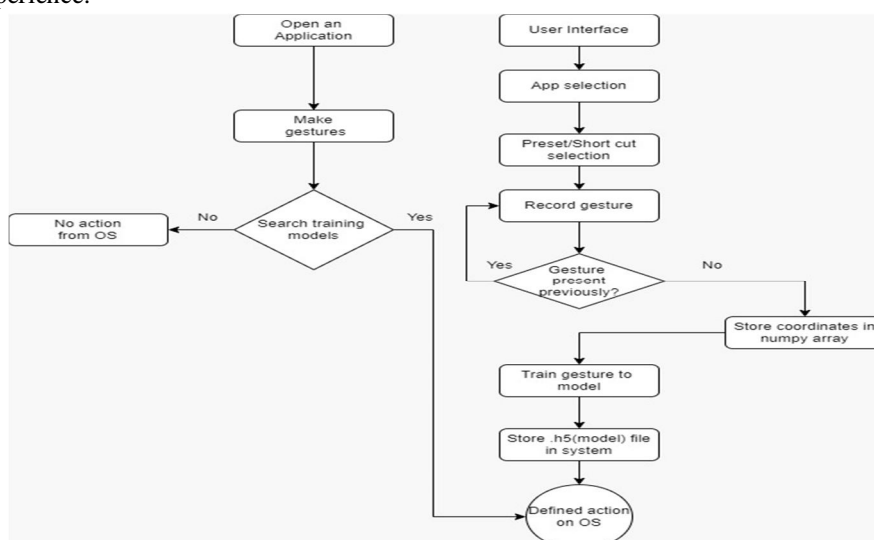 perience.
Open an
Application
Make
gestures
Search training
models
No
Yes
No action
from OS
User Interface
App selection
Preset/Short cut
selection
Record gesture
Gesture
present
previously?
Yes
No
Store coordinates in
numpy array
Train gesture to
model
Store .h5(model) file
in system
Defined action
on OS